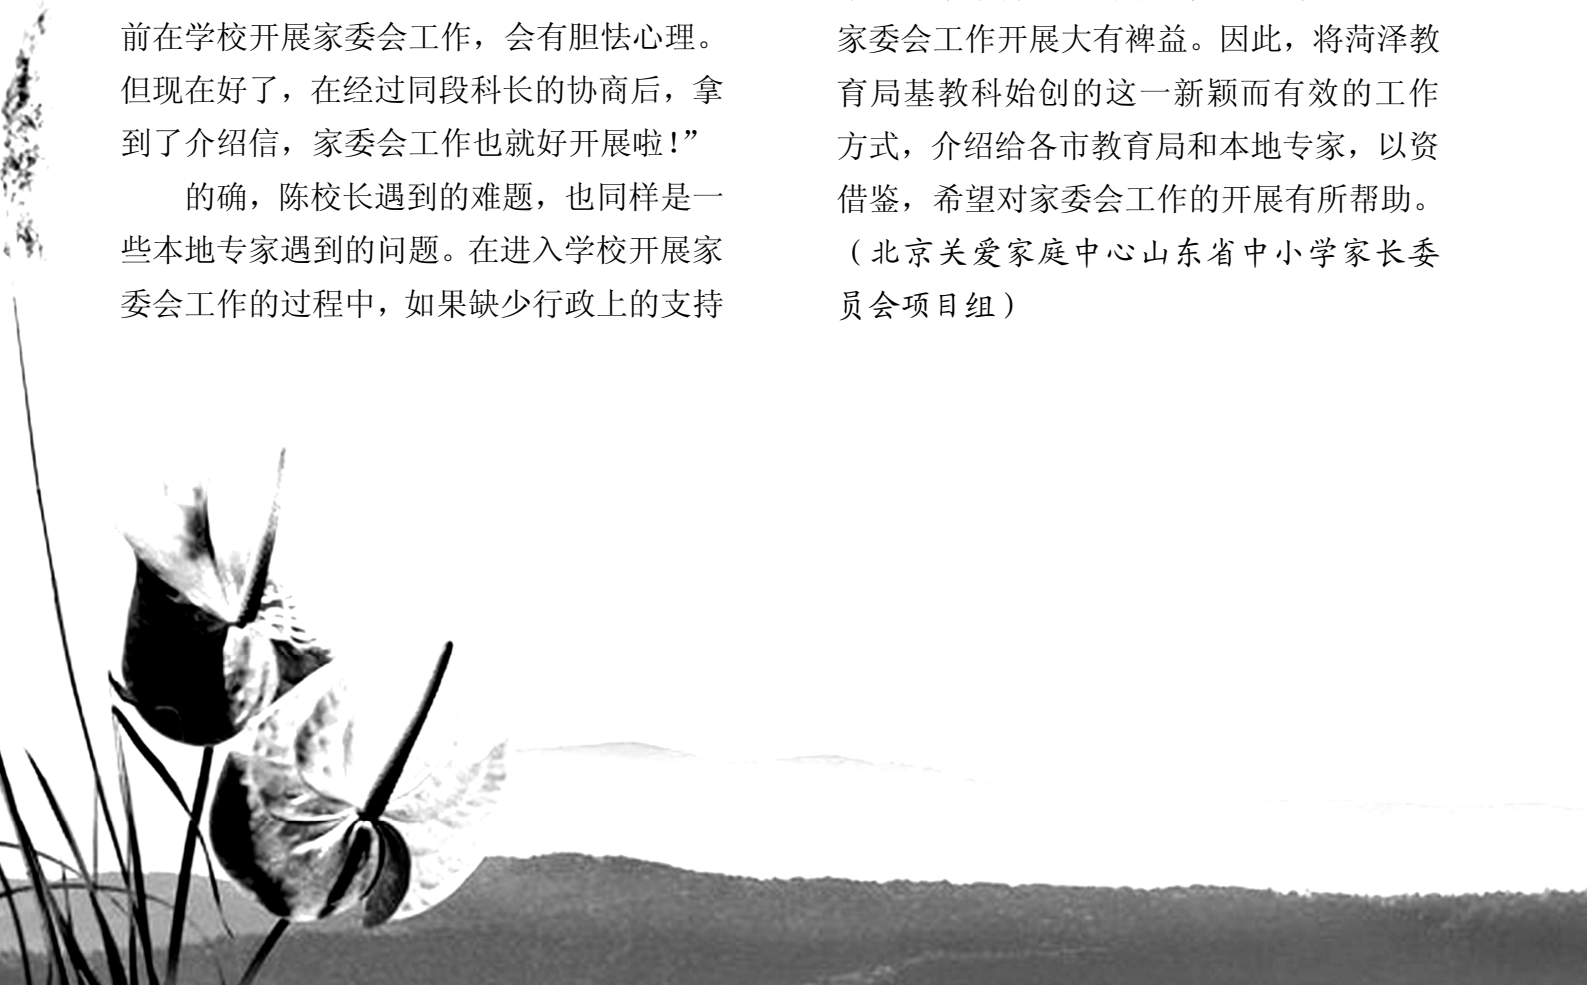 前在学校开展家委会工作，会有胆怯心理。
但现在好了，在经过同段科长的协商后，拿
到了介绍信，家委会工作也就好开展啦！”
的确，陈校长遇到的难题，也同样是一
些本地专家遇到的问题。在进入学校开展家
委会工作的过程中，如果缺少行政上的支持
家委会工作开展大有裨益。因此，将菏泽教
育局基教科始创的这一新颖而有效的工作
方式，介绍给各市教育局和本地专家，以资
借鉴，希望对家委会工作的开展有所帮助。
（北京关爱家庭中心山东省中小学家长委
员会项目组）